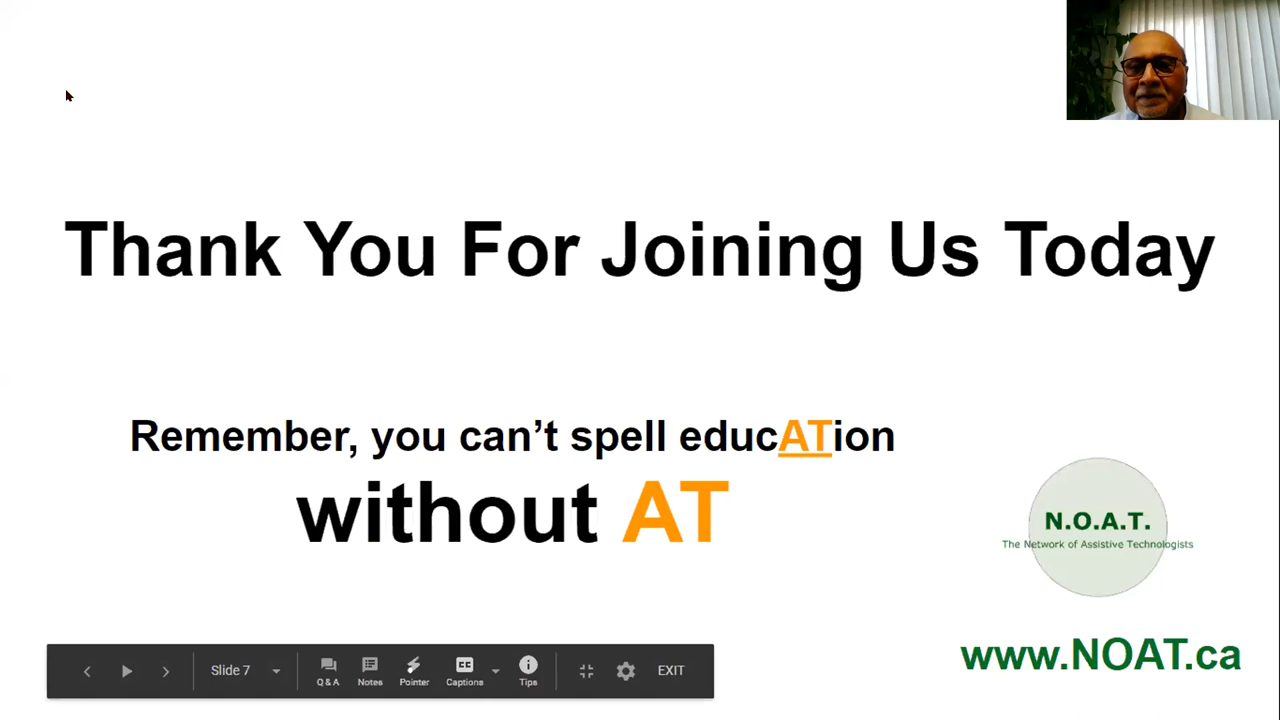 Thank You For Joining Us Today
Remember, you can’t spell educATion
without AT
N.O.A.T.
The Network of Assistive Technologists
www.NOAT.ca
Slide 7
Q & A
Notes
Pointer
CC
Captions
Tips
EXIT